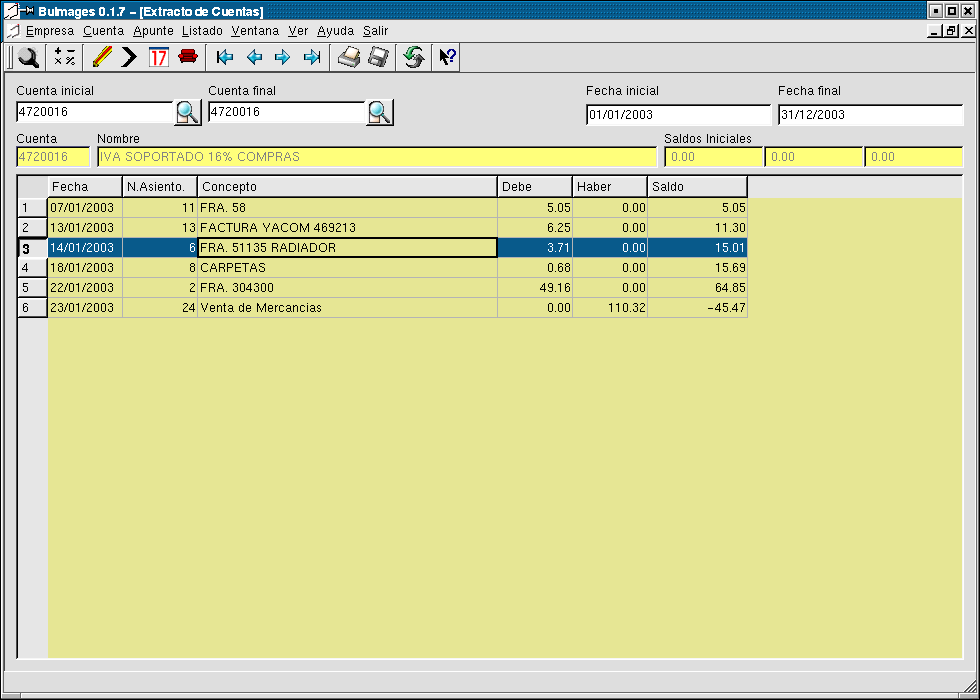 Bulmages 0.1.7 – [Extracto de Cuentas]
Empresa Cuenta Apunte Listado Ventana Ver Ayuda Salir
17
Cuenta inicial Cuenta final Fecha inicial Fecha final
4720016 4720016 01/01/2003 31/12/2003
Cuenta Nombre Saldos Iniciales
4720016 IVA SOPORTADO 16% COMPRAS 0.00 0.00 0.00
Fecha N.Asiento. Concepto Debe Haber Saldo
1 07/01/2003 11 FRA. 58 5.05 0.00 5.05
2 13/01/2003 13 FACTURA YACOM 469213 6.25 0.00 11.30
3 14/01/2003 6 FRA. 51135 RADIADOR 3.71 0.00 15.01
4 18/01/2003 8 CARPETAS 0.68 0.00 15.69
5 22/01/2003 2 FRA. 304300 49.16 0.00 64.85
6 23/01/2003 24 Venta de Mercancias 0.00 110.32 -45.47